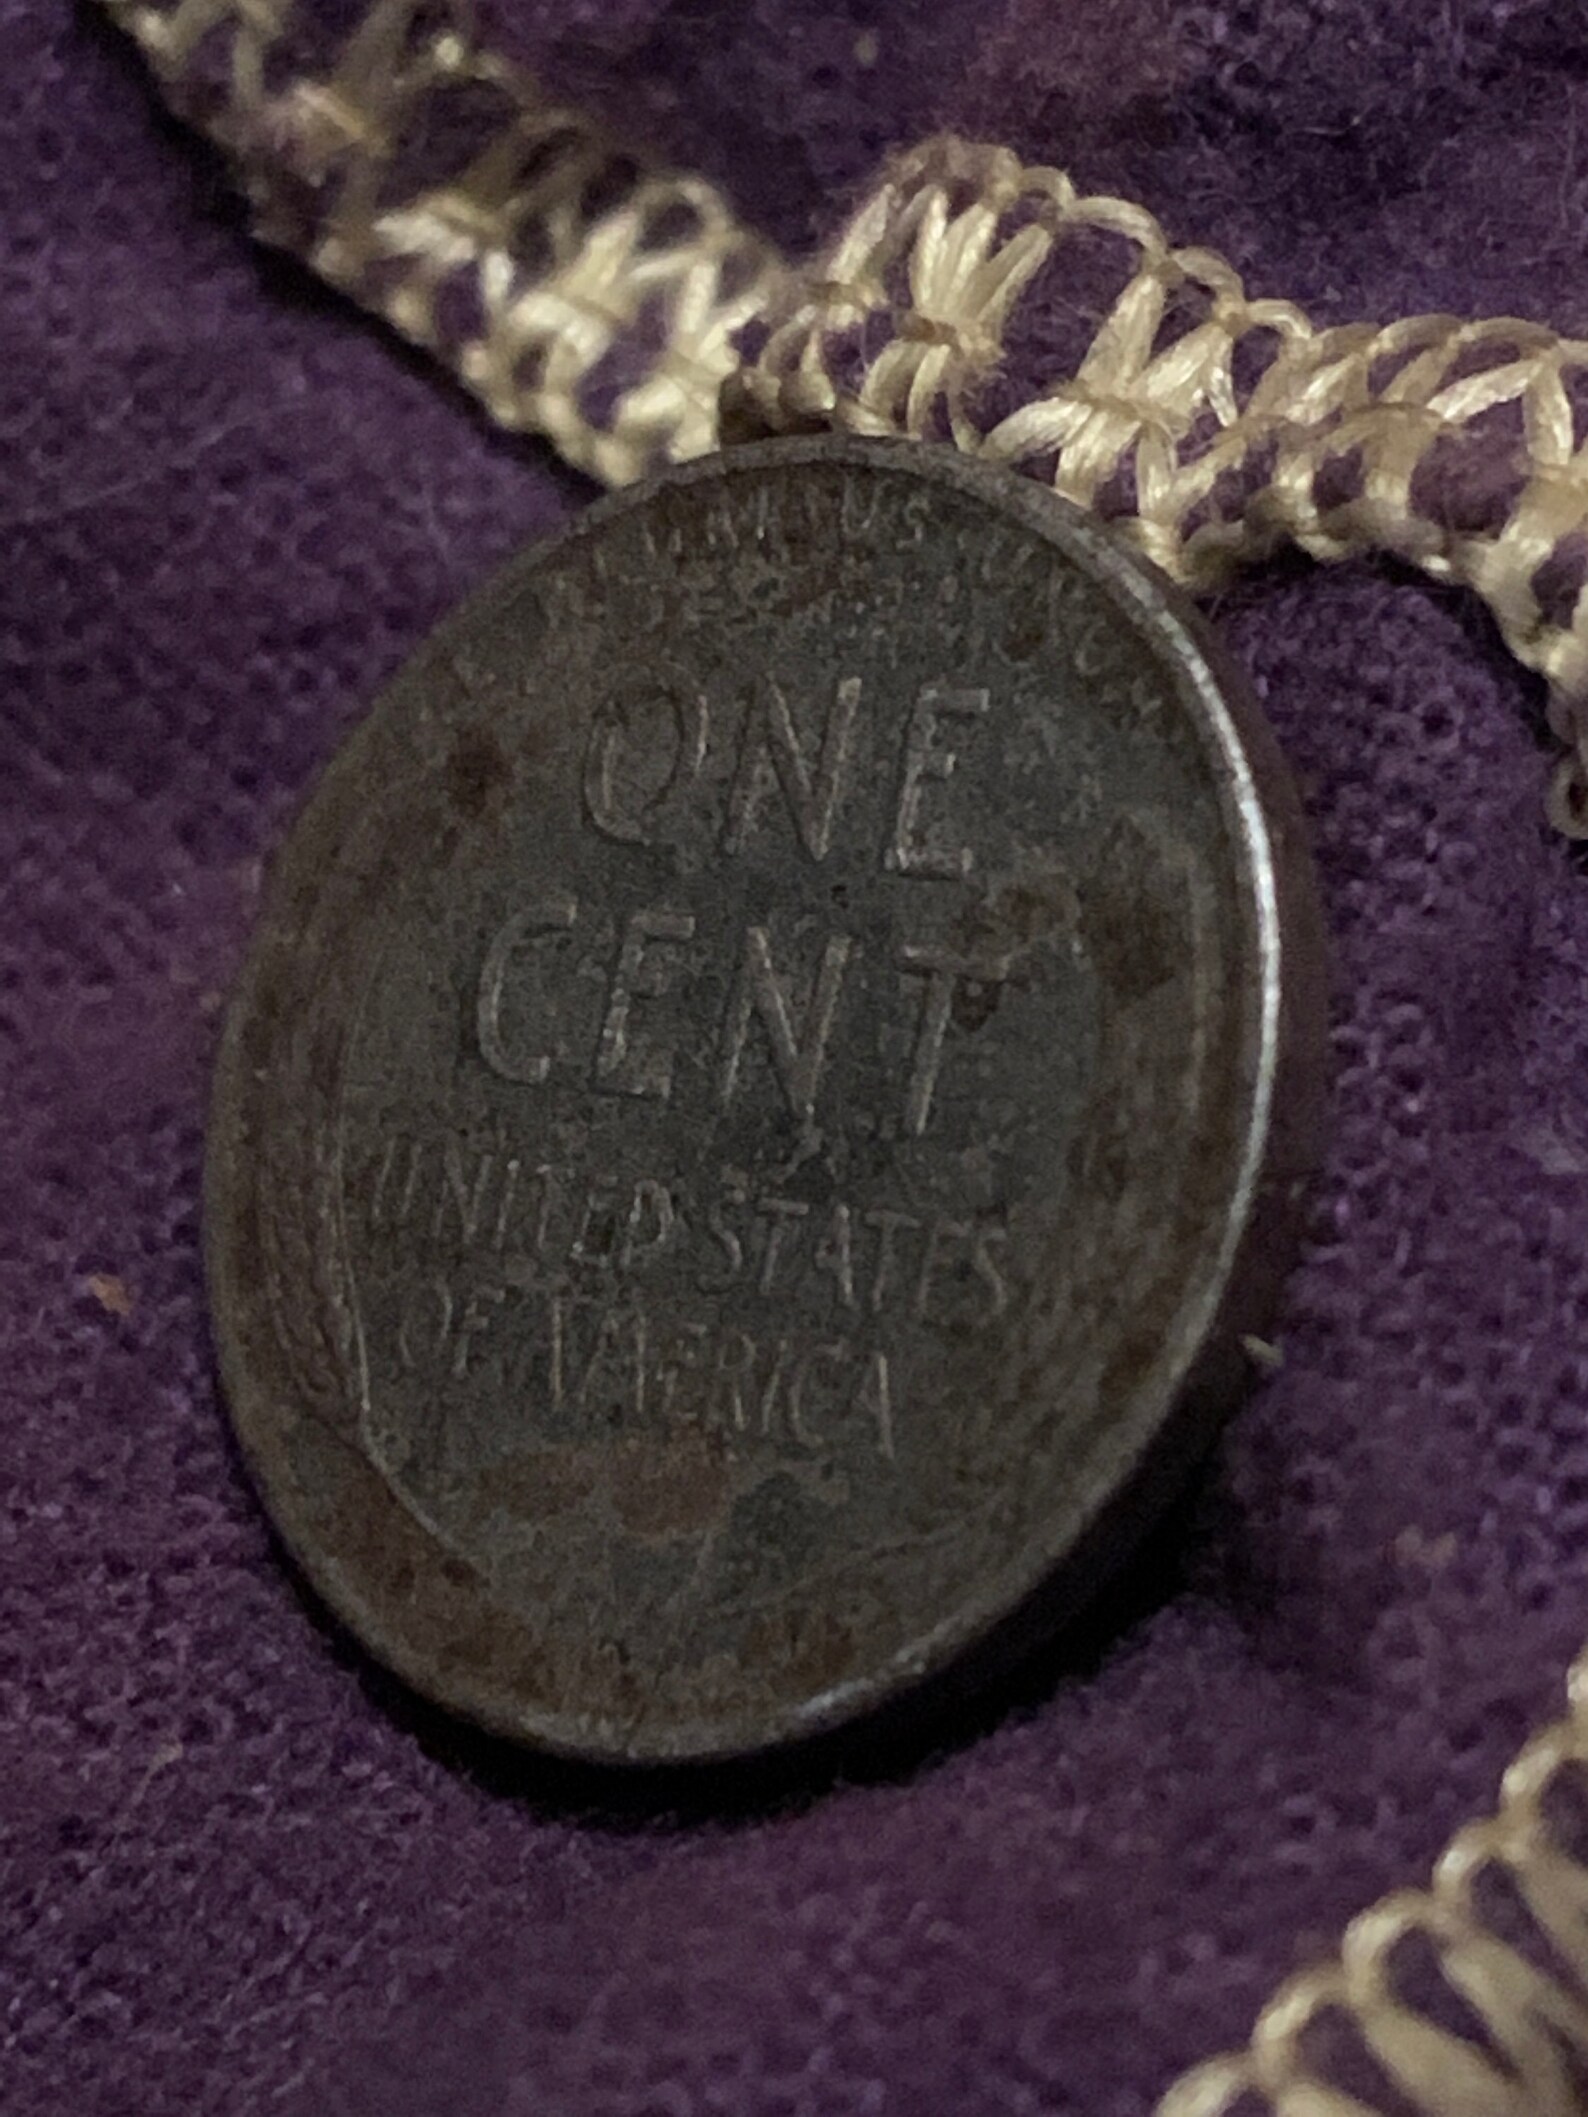 ONE
CENT
UNITED STATES
OF AMERICA